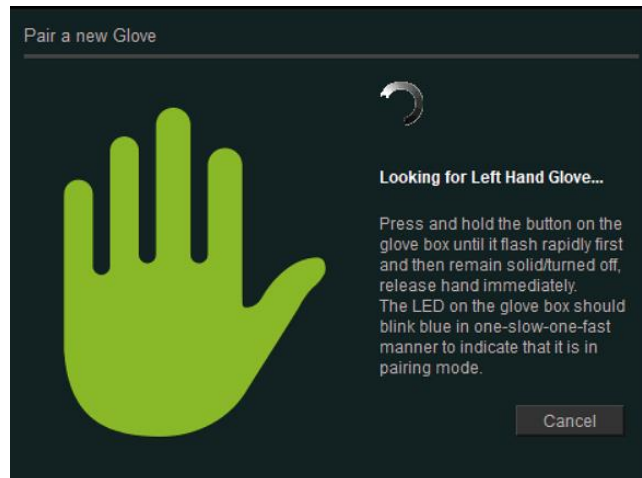 Pair a new Glove
Looking for Left Hand Glove...
Press and hold the button on the
glove box until it flash rapidly first
and then remain solid/turned off,
release hand immediately.
The LED on the glove box should
blink blue in one-slow-one-fast
manner to indicate that it is in
pairing mode.
Cancel